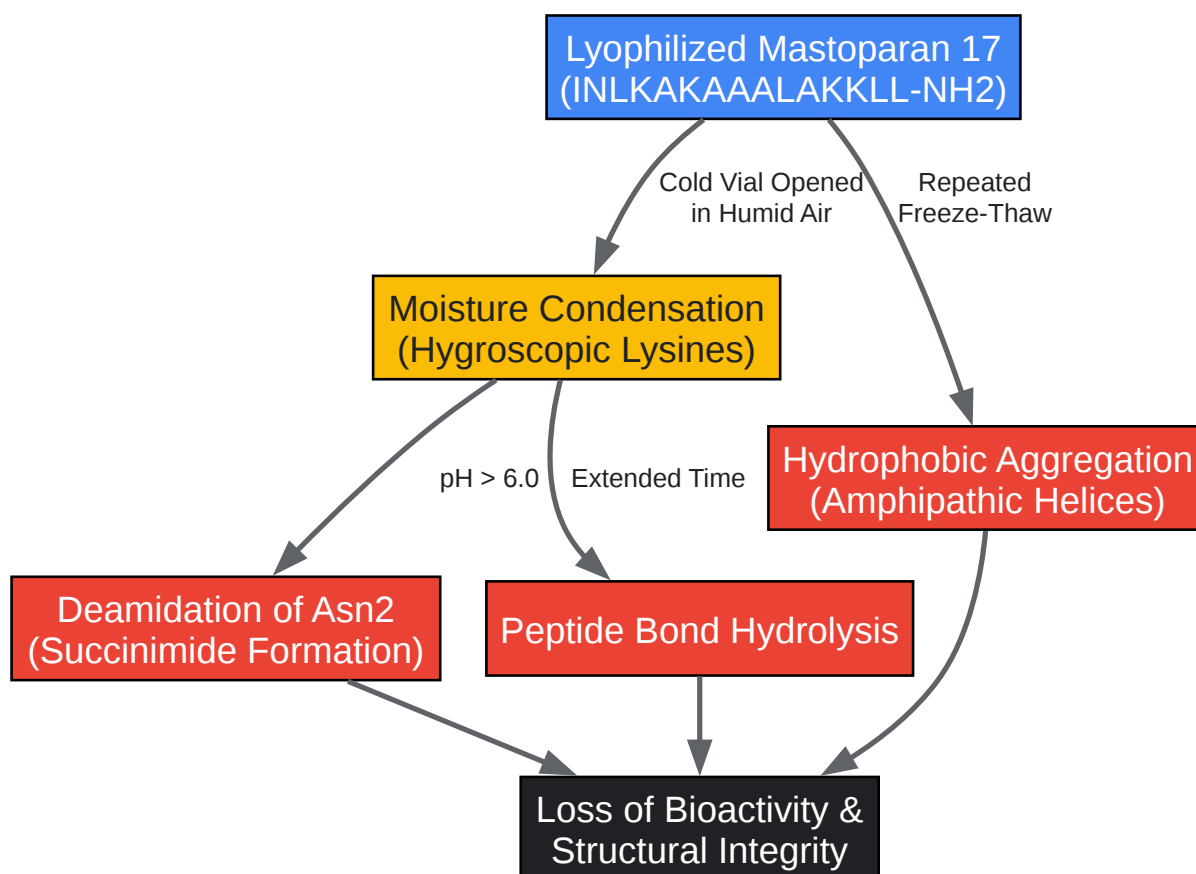 Lyophilized Mastoparan 17
(INLKAKAAALAKKLL-NH2)
Cold Vial Opened
in Humid Air
Repeated
Freeze-Thaw
Moisture Condensation
(Hygroscopic Lysines)
Hydrophobic Aggregation
(Amphipathic Helices)
pH > 6.0
Extended Time
Deamidation of Asn2
(Succinimide Formation)
Peptide Bond Hydrolysis
Loss of Bioactivity &
Structural Integrity